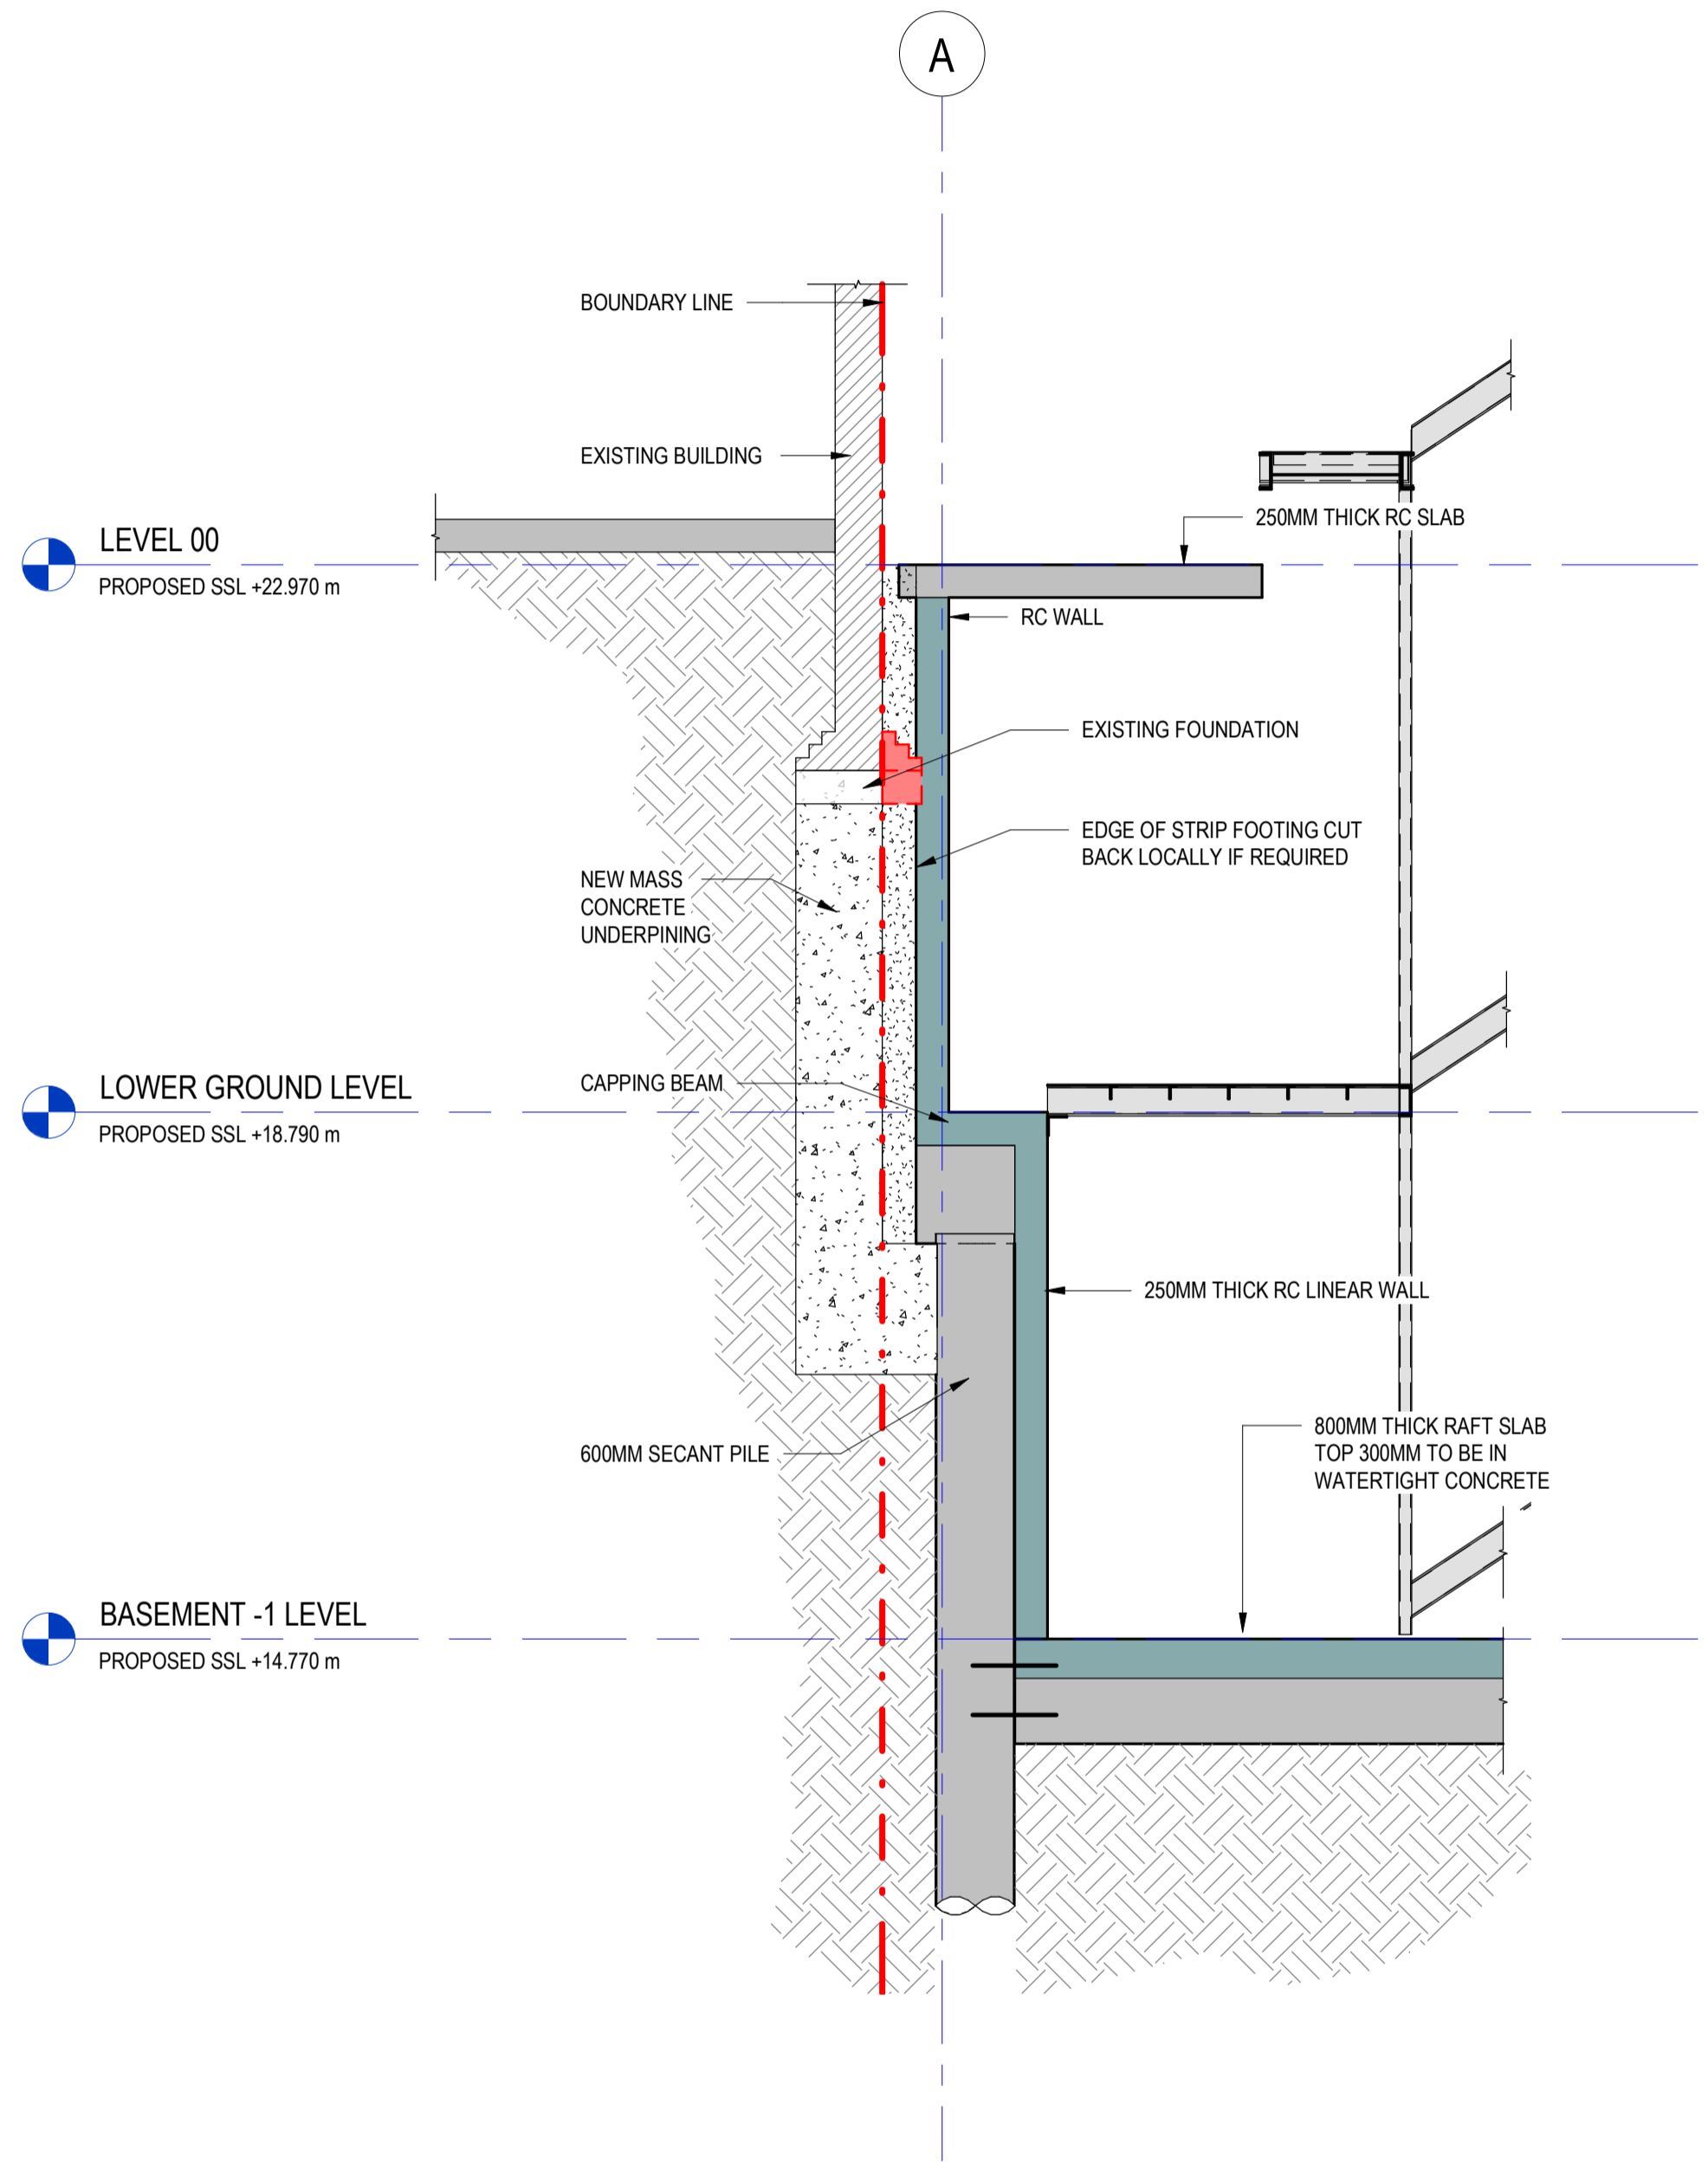 A
BOUNDARY LINE
EXISTING BUILDING
250MM THICK RC SLAB
LEVEL 00
PROPOSED SSL +22.970 m
RC WALL
EXISTING FOUNDATION
EDGE OF STRIP FOOTING CUT
BACK LOCALLY IF REQUIRED
NEW MASS
CONCRETE
UNDERPINING
CAPPING BEAM
LOWER GROUND LEVEL
PROPOSED SSL +18.790 m
250MM THICK RC LINEAR WALL
800MM THICK RAFT SLAB
TOP 300MM TO BE IN
WATERTIGHT CONCRETE
600MM SECANT PILE
BASEMENT -1 LEVEL
PROPOSED SSL +14.770 m